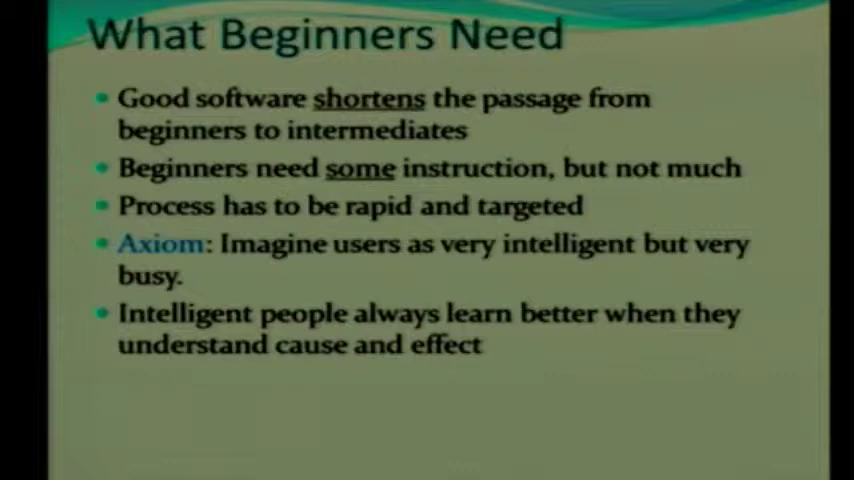 What Beginners Need
• Good software shortens the passage from
beginners to intermediates
• Beginners need some instruction, but not much
• Process has to be rapid and targeted
• Axiom: Imagine users as very intelligent but very
busy.
• Intelligent people always learn better when they
understand cause and effect